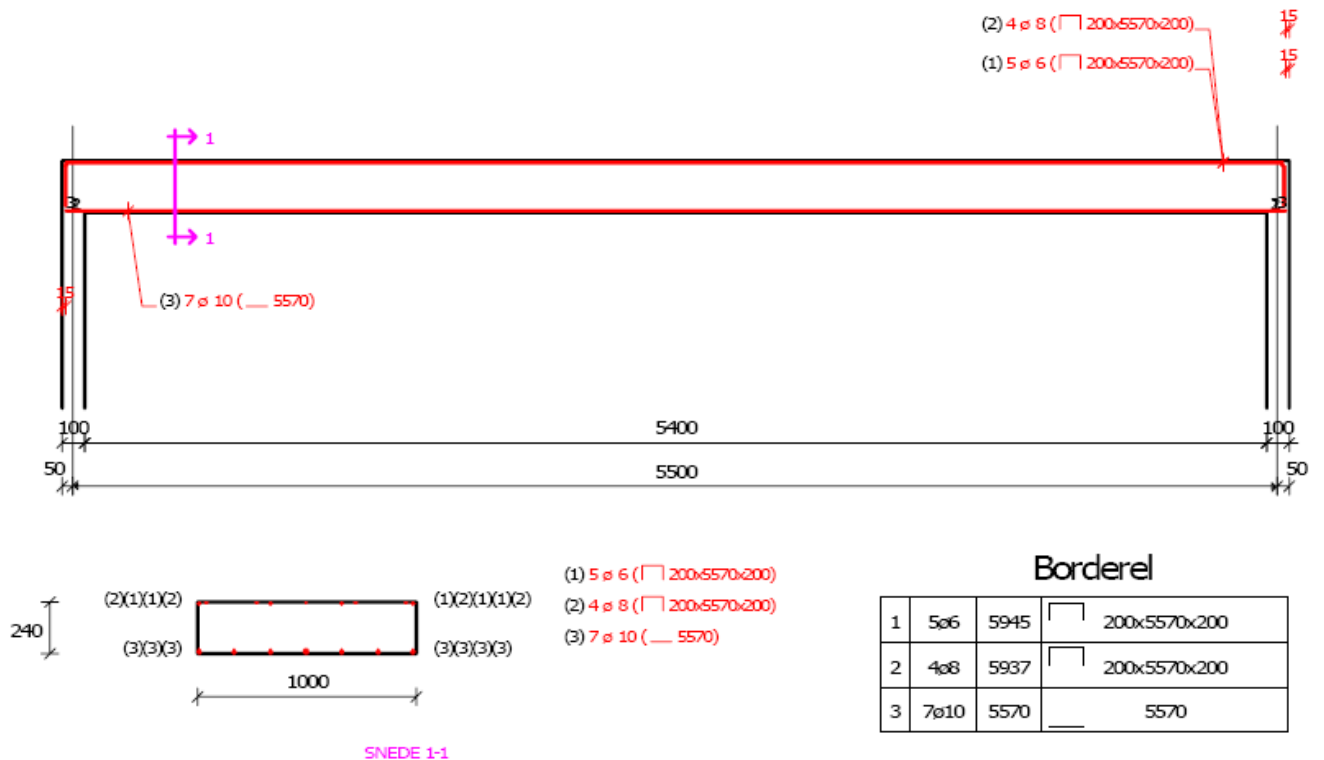 (2) 4 ø 8 ( 200x5570x200)
15
(1) 5 ø 6 ( 200x5570x200)
15
1
1
15
(3) 7 ø 10 ( __ 5570)
100 5400 100
50 5500 50
Borderel
(1) 5 ø 6 ( 200x5570x200)
(2) 4 ø 8 ( 200x5570x200)
(3) 7 ø 10 ( __ 5570)
(2)(1)(1)(2) (1)(2)(1)(1)(2)
240
(3)(3)(3) (3)(3)(3)(3)
1000
SNEDE 1-1
1 5ø6 5945 200x5570x200
2 4ø8 5937 200x5570x200
3 7ø10 5570 __ 5570